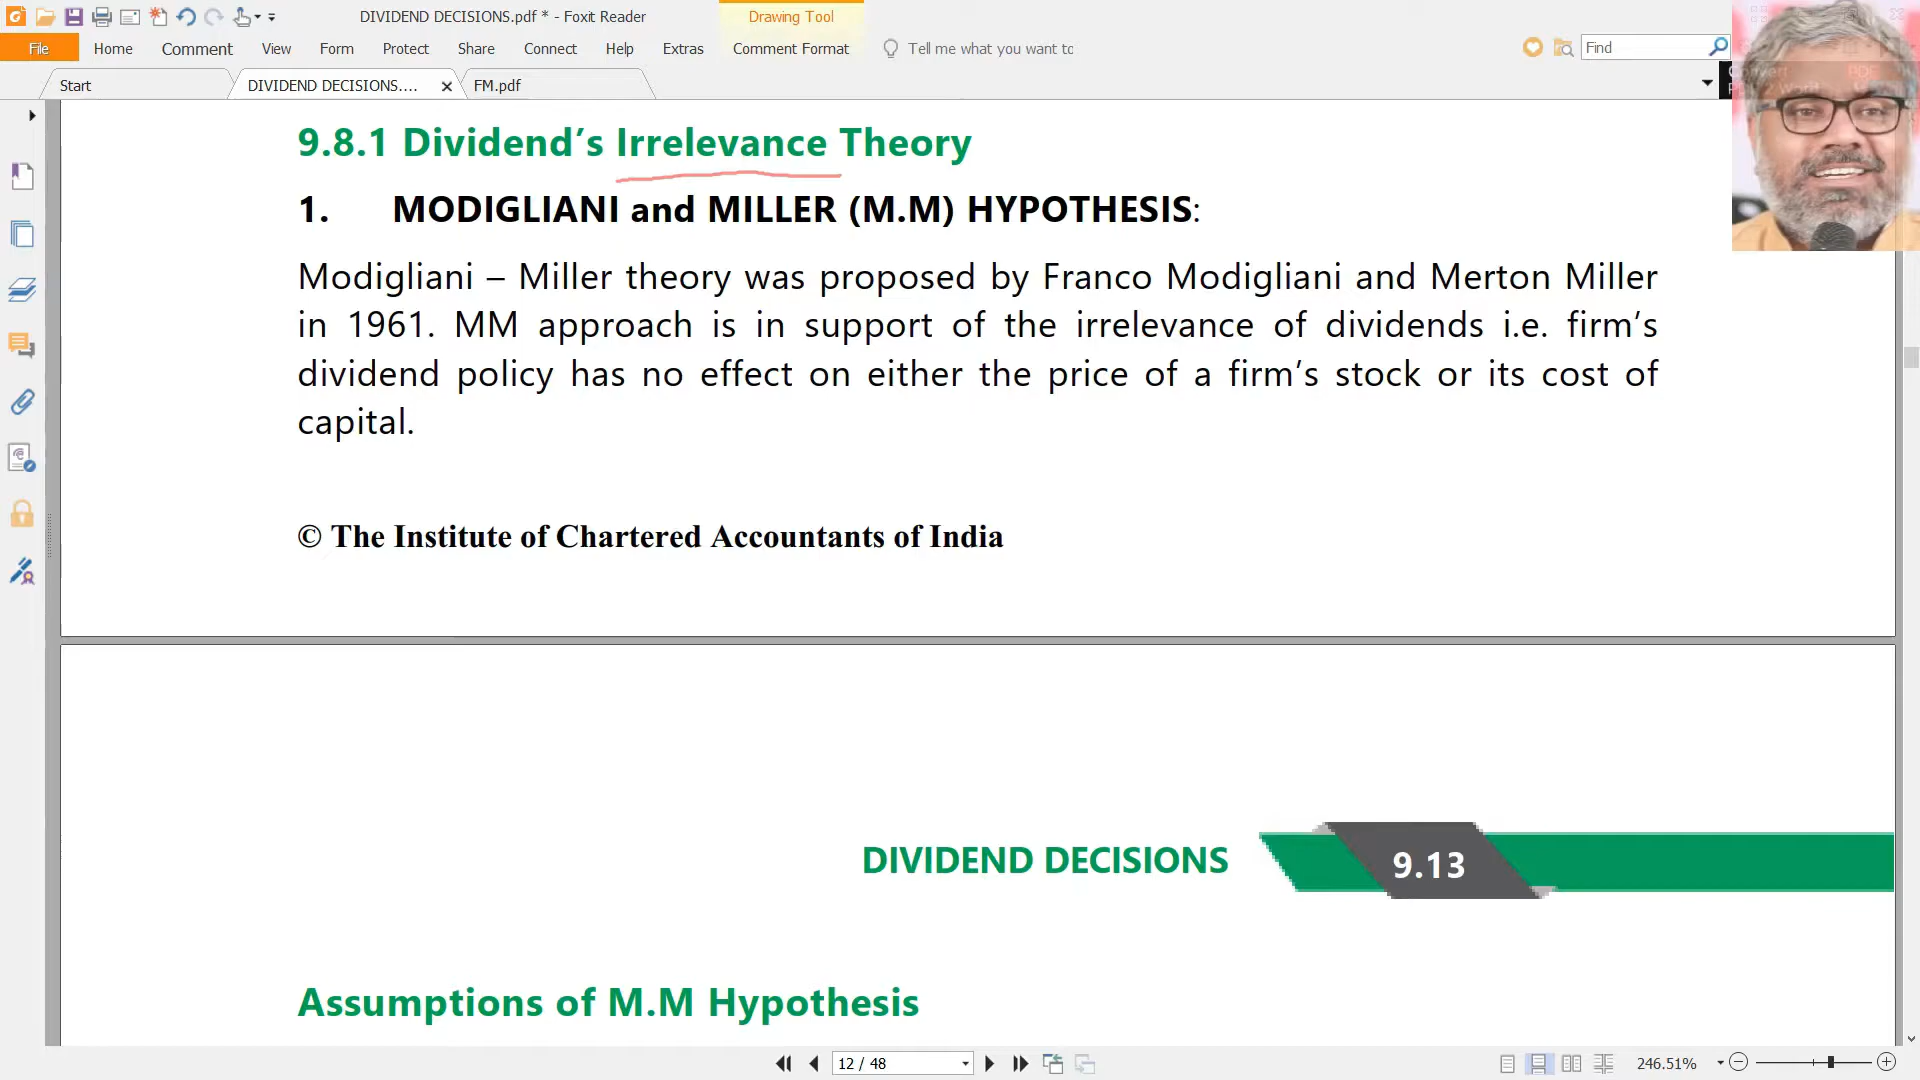 DIVIDEND DECISIONS.pdf * - Foxit Reader
Drawing Tool
File Home Comment View Form Protect Share Connect Help Extras Comment Format Tell me what you want to Find
Start DIVIDEND DECISIONS.... FM.pdf
9.8.1 Dividend’s Irrelevance Theory
1. MODIGLIANI and MILLER (M.M) HYPOTHESIS:
Modigliani – Miller theory was proposed by Franco Modigliani and Merton Miller
in 1961. MM approach is in support of the irrelevance of dividends i.e. firm’s
dividend policy has no effect on either the price of a firm’s stock or its cost of
capital.
© The Institute of Chartered Accountants of India
DIVIDEND DECISIONS 9.13
Assumptions of M.M Hypothesis
12 / 48 246.51%